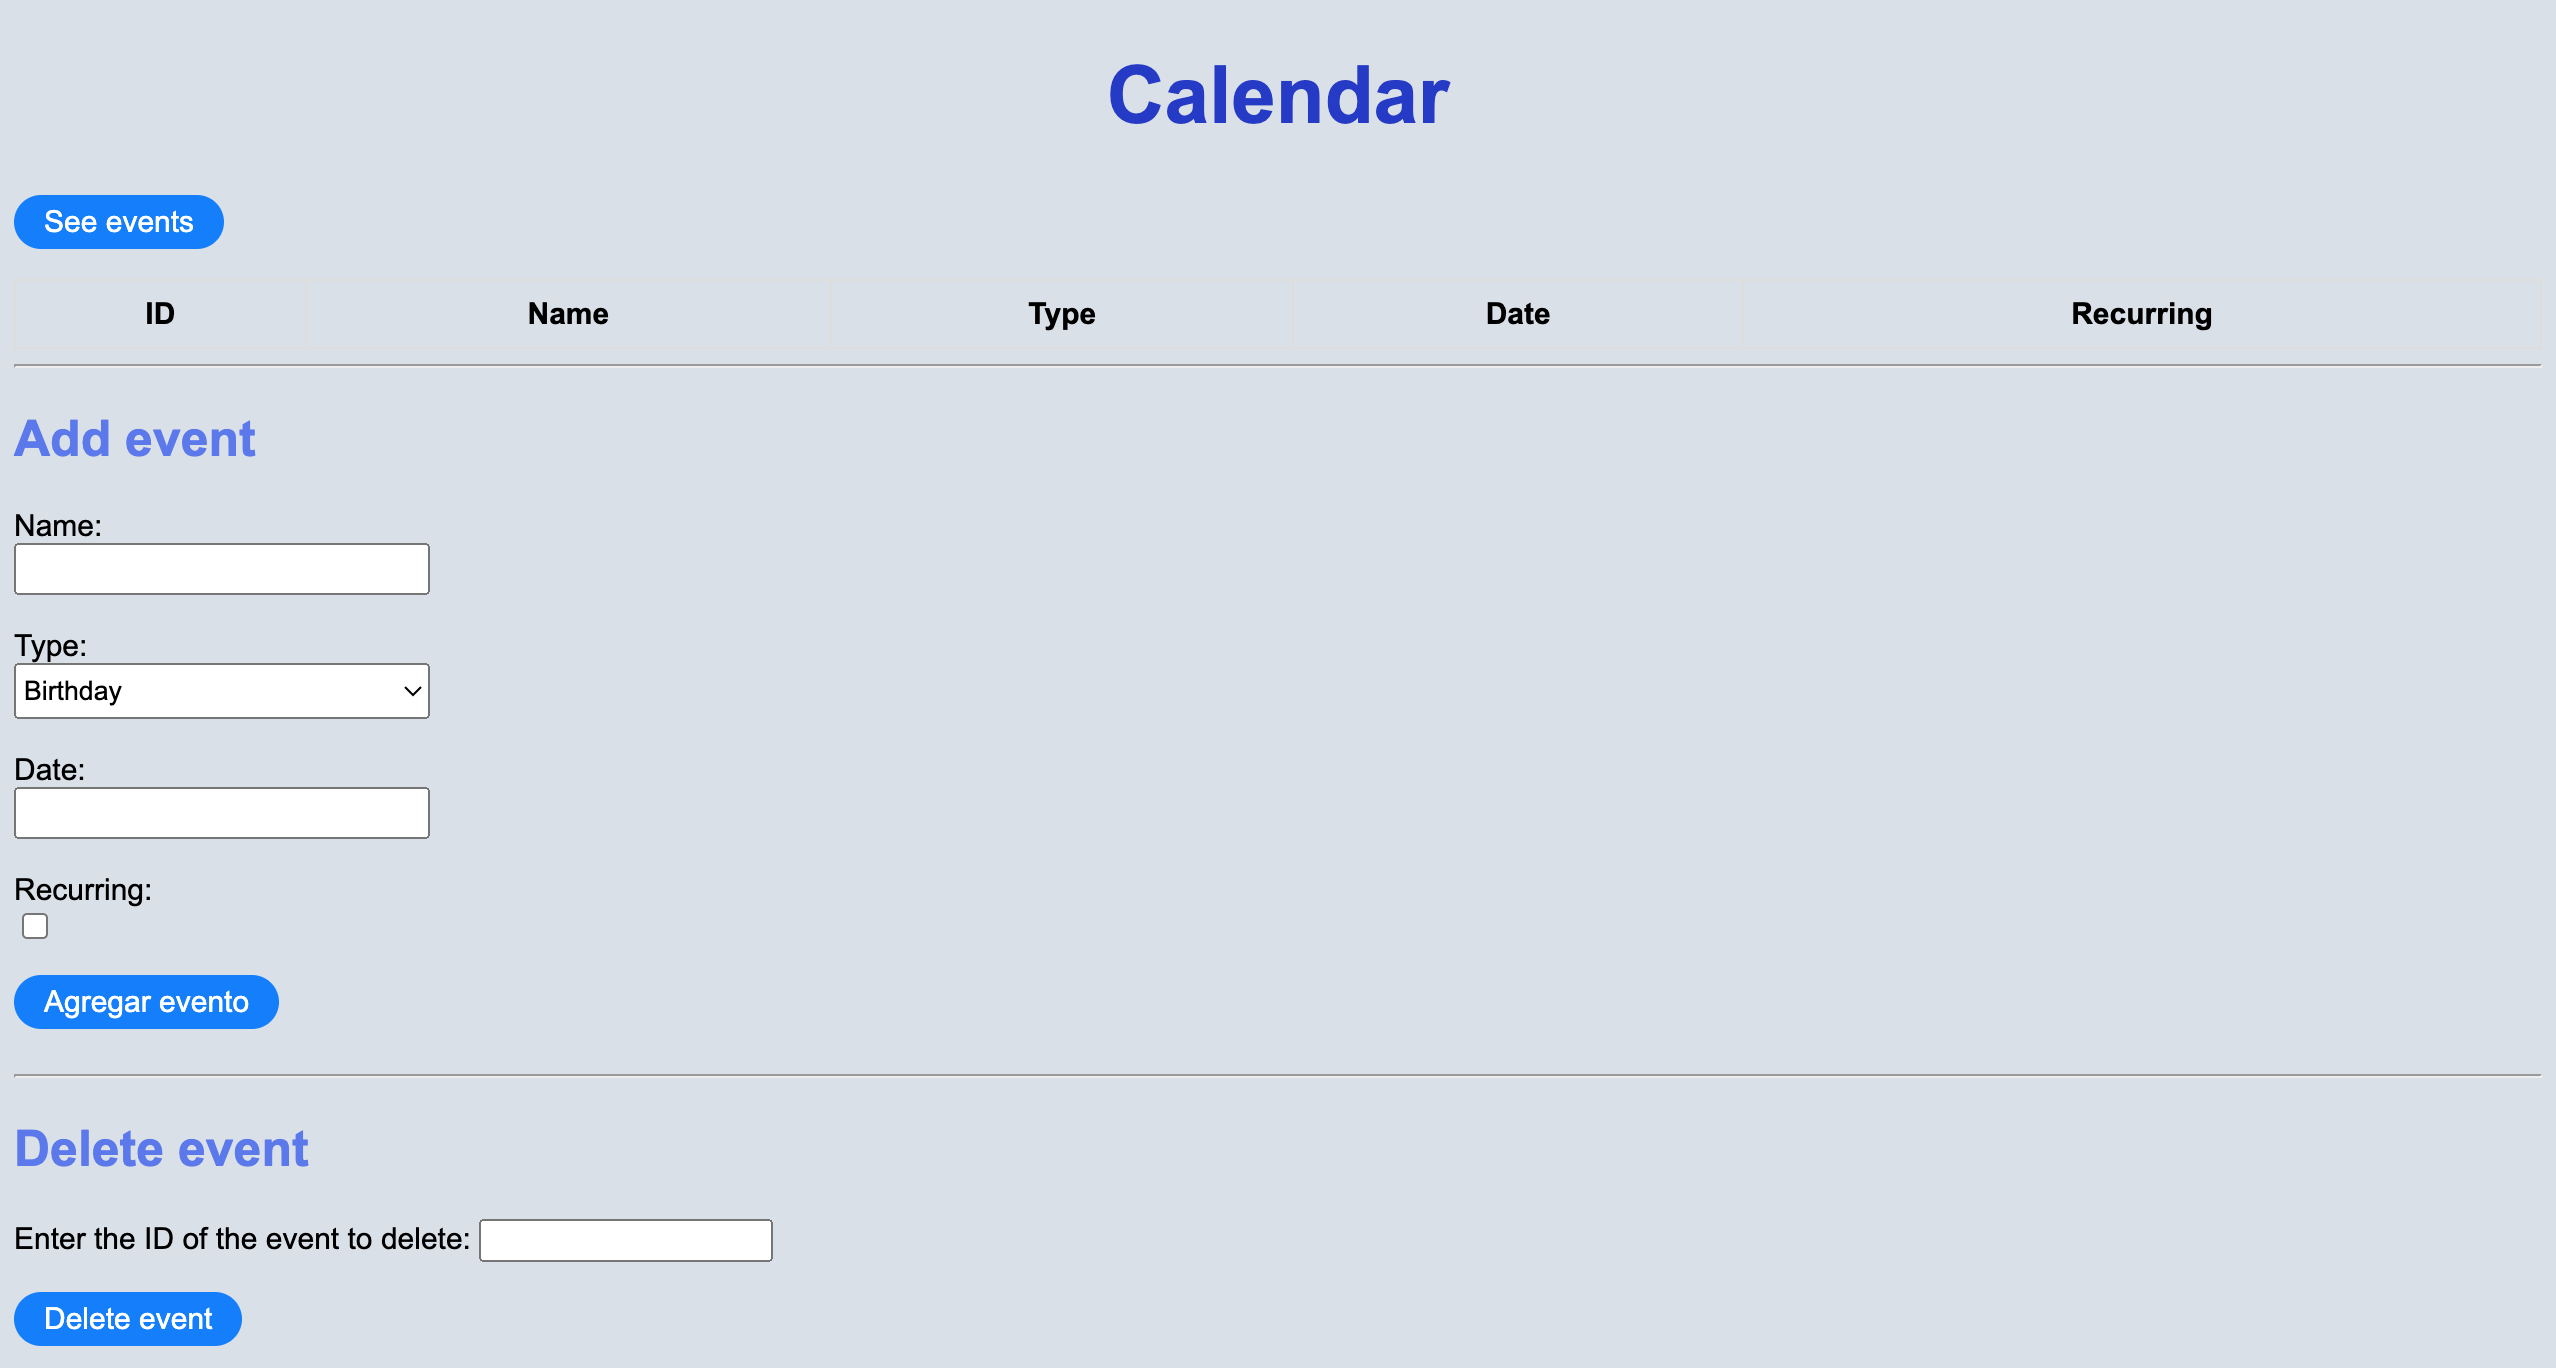 Calendar
See events
ID Name Type Date Recurring
Add event
Name:
Type:
Birthday
Date:
Recurring:
Agregar evento
Delete event
Enter the ID of the event to delete:
Delete event